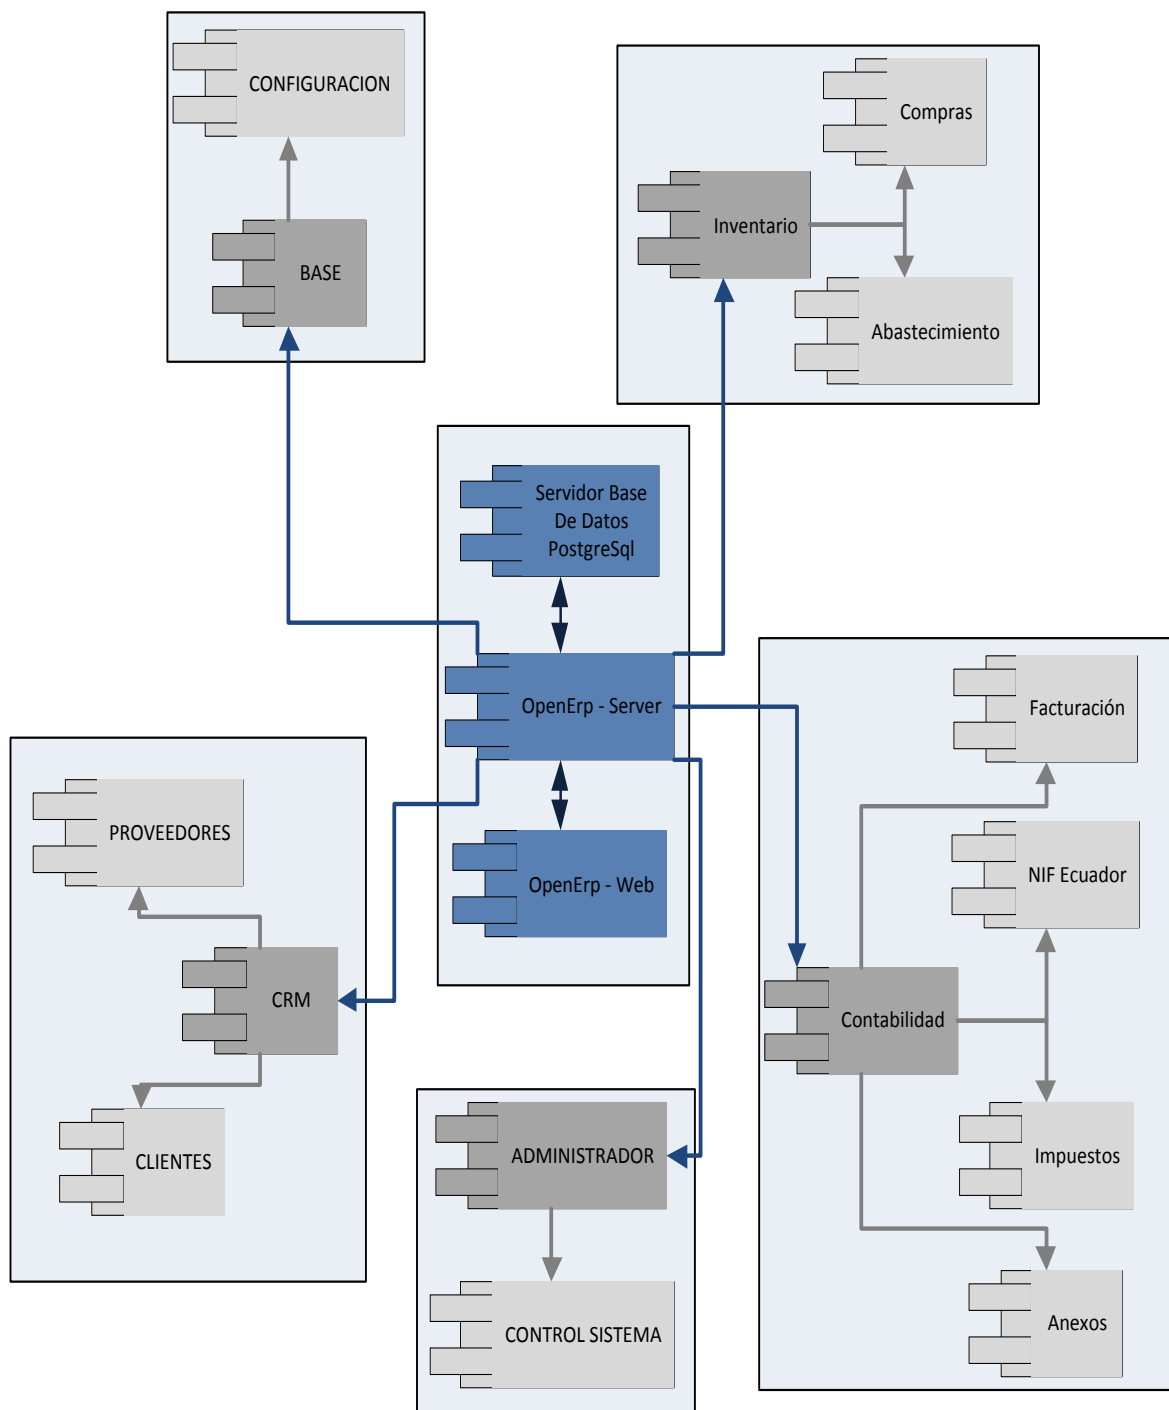 CONFIGURACION
BASE
Compras
Inventario
Abastecimiento
Servidor Base
De Datos
PostgreSql
OpenErp - Server
OpenErp - Web
PROVEEDORES
CRM
CLIENTES
Facturación
NIF Ecuador
Contabilidad
Impuestos
Anexos
ADMINISTRADOR
CONTROL SISTEMA